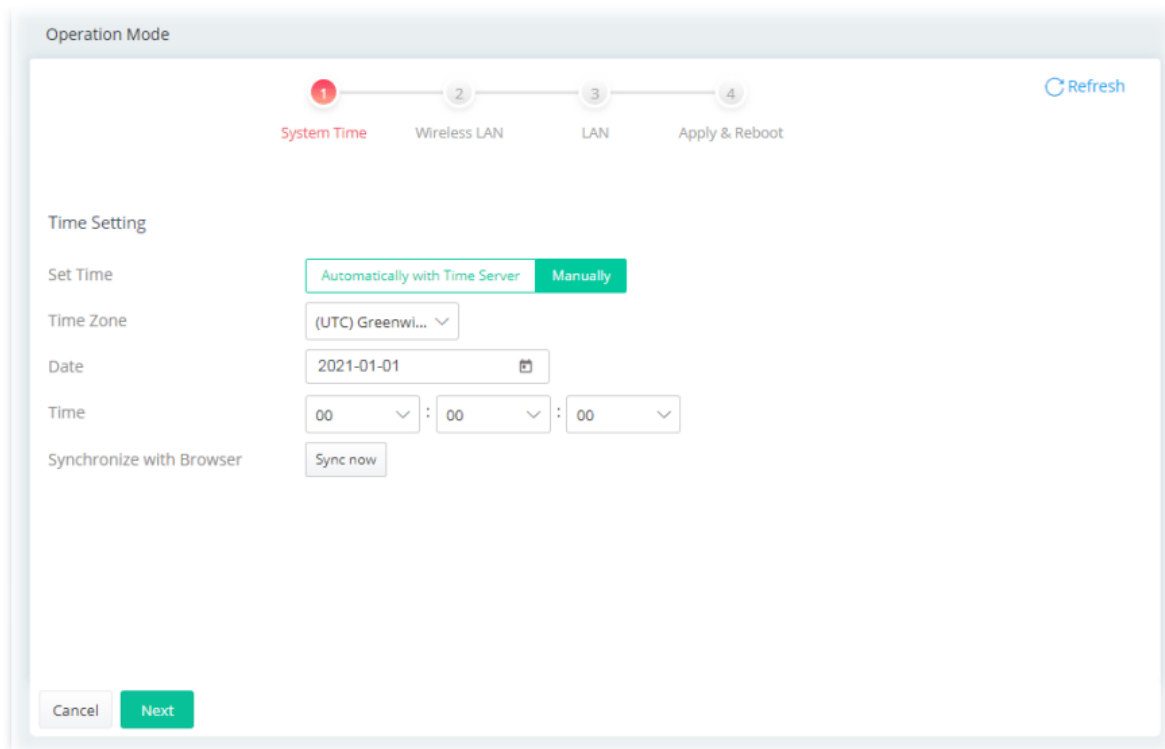 Operation Mode
1 2 3 4
Refresh
System Time Wireless LAN LAN Apply & Reboot
Time Setting
Set Time Automatically with Time Server Manually
Time Zone (UTC) Greenwi...
Date 2021-01-01
Time 00 : 00 : 00
Synchronize with Browser Sync now
Cancel Next